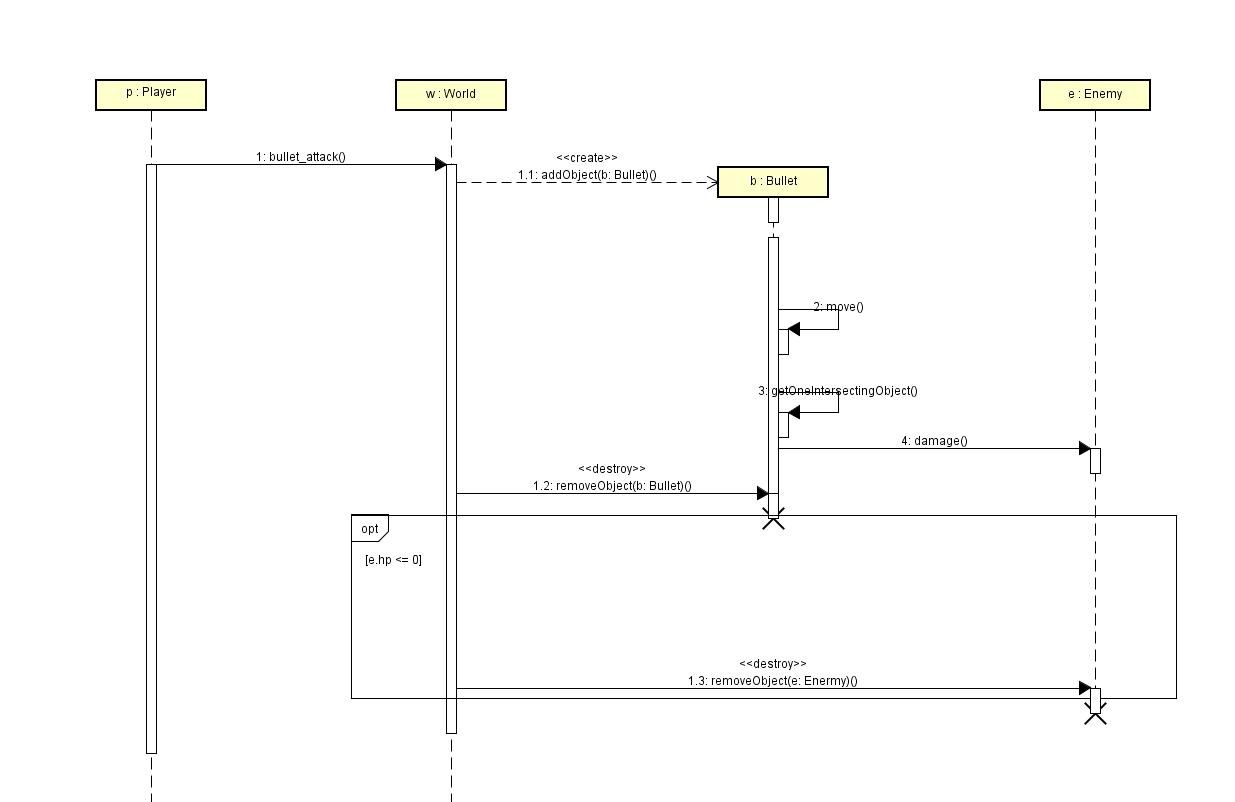 p : Player
w : World
e : Enemy
1: bullet_attack()
<<create>>
1.1: addObject(b: Bullet)()
b : Bullet
2: move()
3: getOneIntersectingObject()
4: damage()
<<destroy>>
1.2: removeObject(b: Bullet)()
opt
[e.hp <= 0]
<<destroy>>
1.3: removeObject(e: Enermy)()